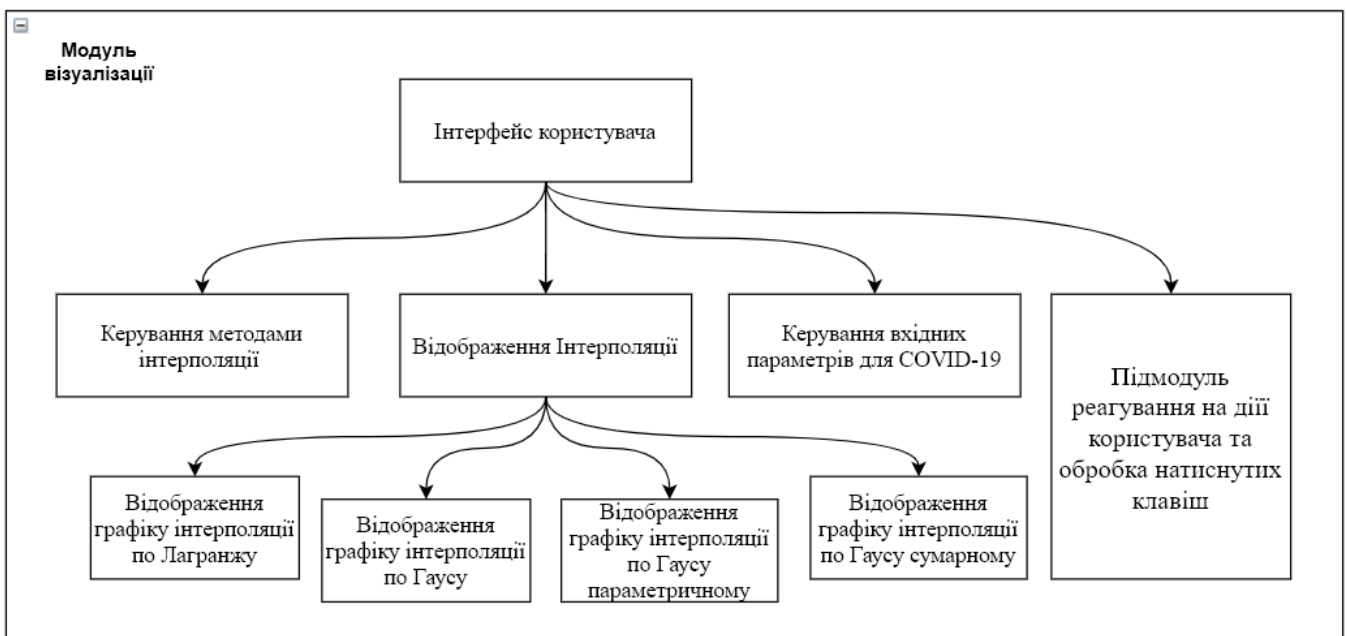 Модуль
візуалізації
Інтерфейс користувача
Керування методами
інтерполяції
Відображення Інтерполяції
Керування вхідних
параметрів для COVID-19
Підмодуль
реагування на діїї
користувача та
обробка натиснутих
клавіш
Відображення
графіку інтерполяції
по Лагранжу
Відображення
графіку інтерполяції
по Гаусу
Відображення
графіку інтерполяції
по Гаусу
параметричному
Відображення
графіку інтерполяції
по Гаусу сумарному